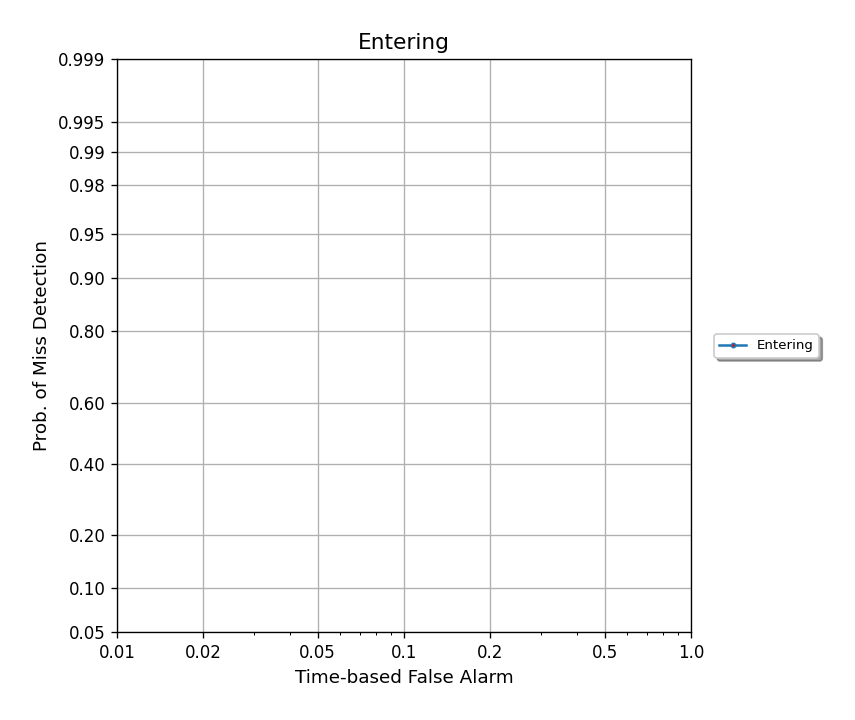 Entering
0.999
0.995
0.99
0.98
0.95
0.90
0.80
0.60
0.40
0.20
0.10
0.05
Prob. of Miss Detection
0.01 0.02 0.05 0.1 0.2 0.5 1.0
Time-based False Alarm
Entering